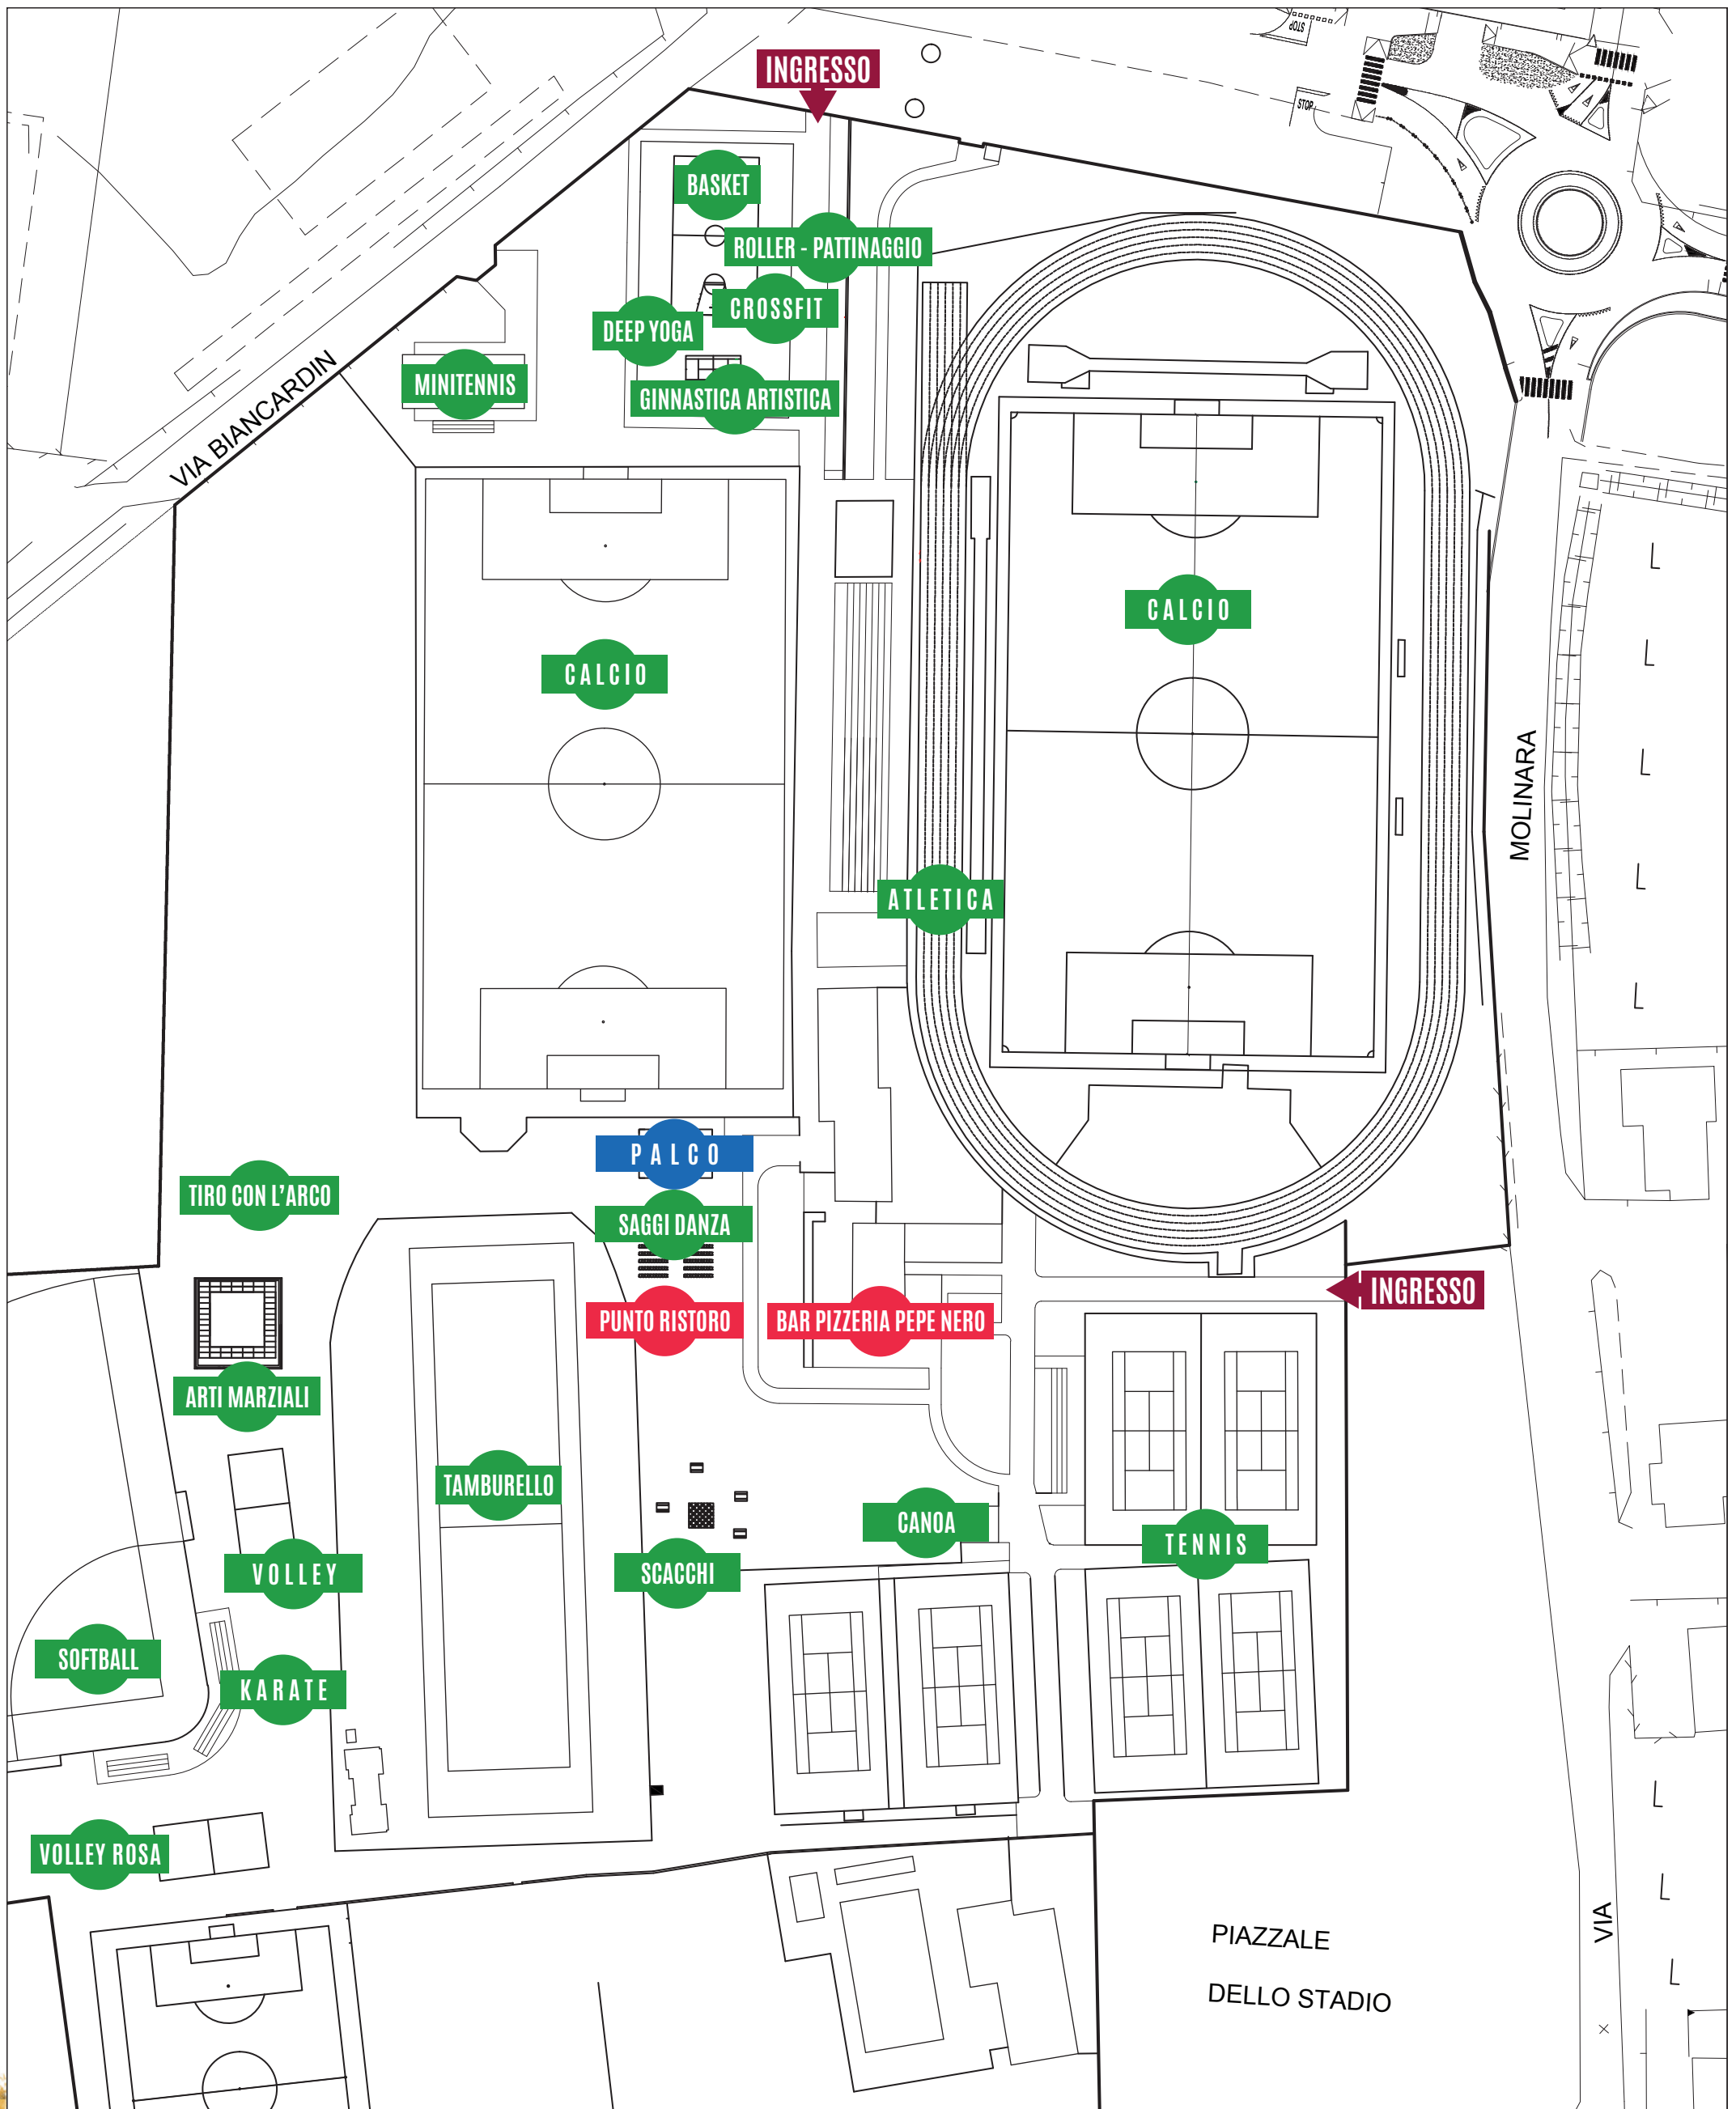 STOP
INGRESSO
STOP
BASKET
ROLLER - PATTINAGGIO
CROSSFIT
DEEP YOGA
MINITENNIS
GINNASTICA ARTISTICA
VIA BIANCARDIN
L
CALCIO
L
CALCIO
L
MOLINARA
L
ATLETICA
L
PALCO
TIRO CON L'ARCO
SAGGI DANZA
INGRESSO
PUNTO RISTORO
BAR PIZZERIA PEPE NERO
ARTI MARZIALI
TAMBURELLO
CANOA
TENNIS
VOLLEY
SCACCHI
SOFTBALL
KARATE
L
VOLLEY ROSA
L
VIA
PIAZZALE
L
DELLO STADIO